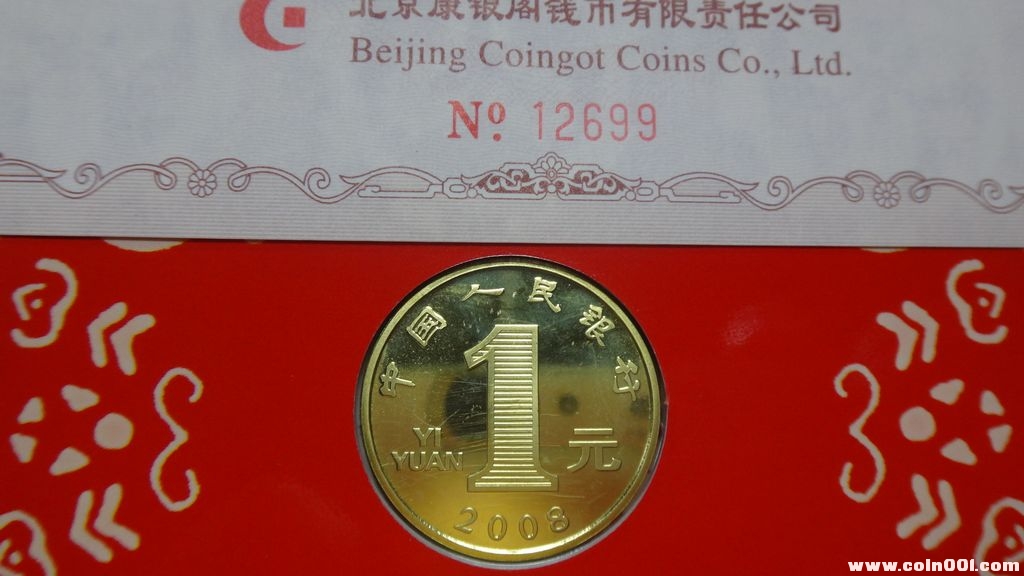 北京康银阁钱币有限责任公司
Beijing Coingot Coins Co., Ltd.
Nº 12699
中国人民银行
1
YI
YUAN
元
2008
www.coin001.com